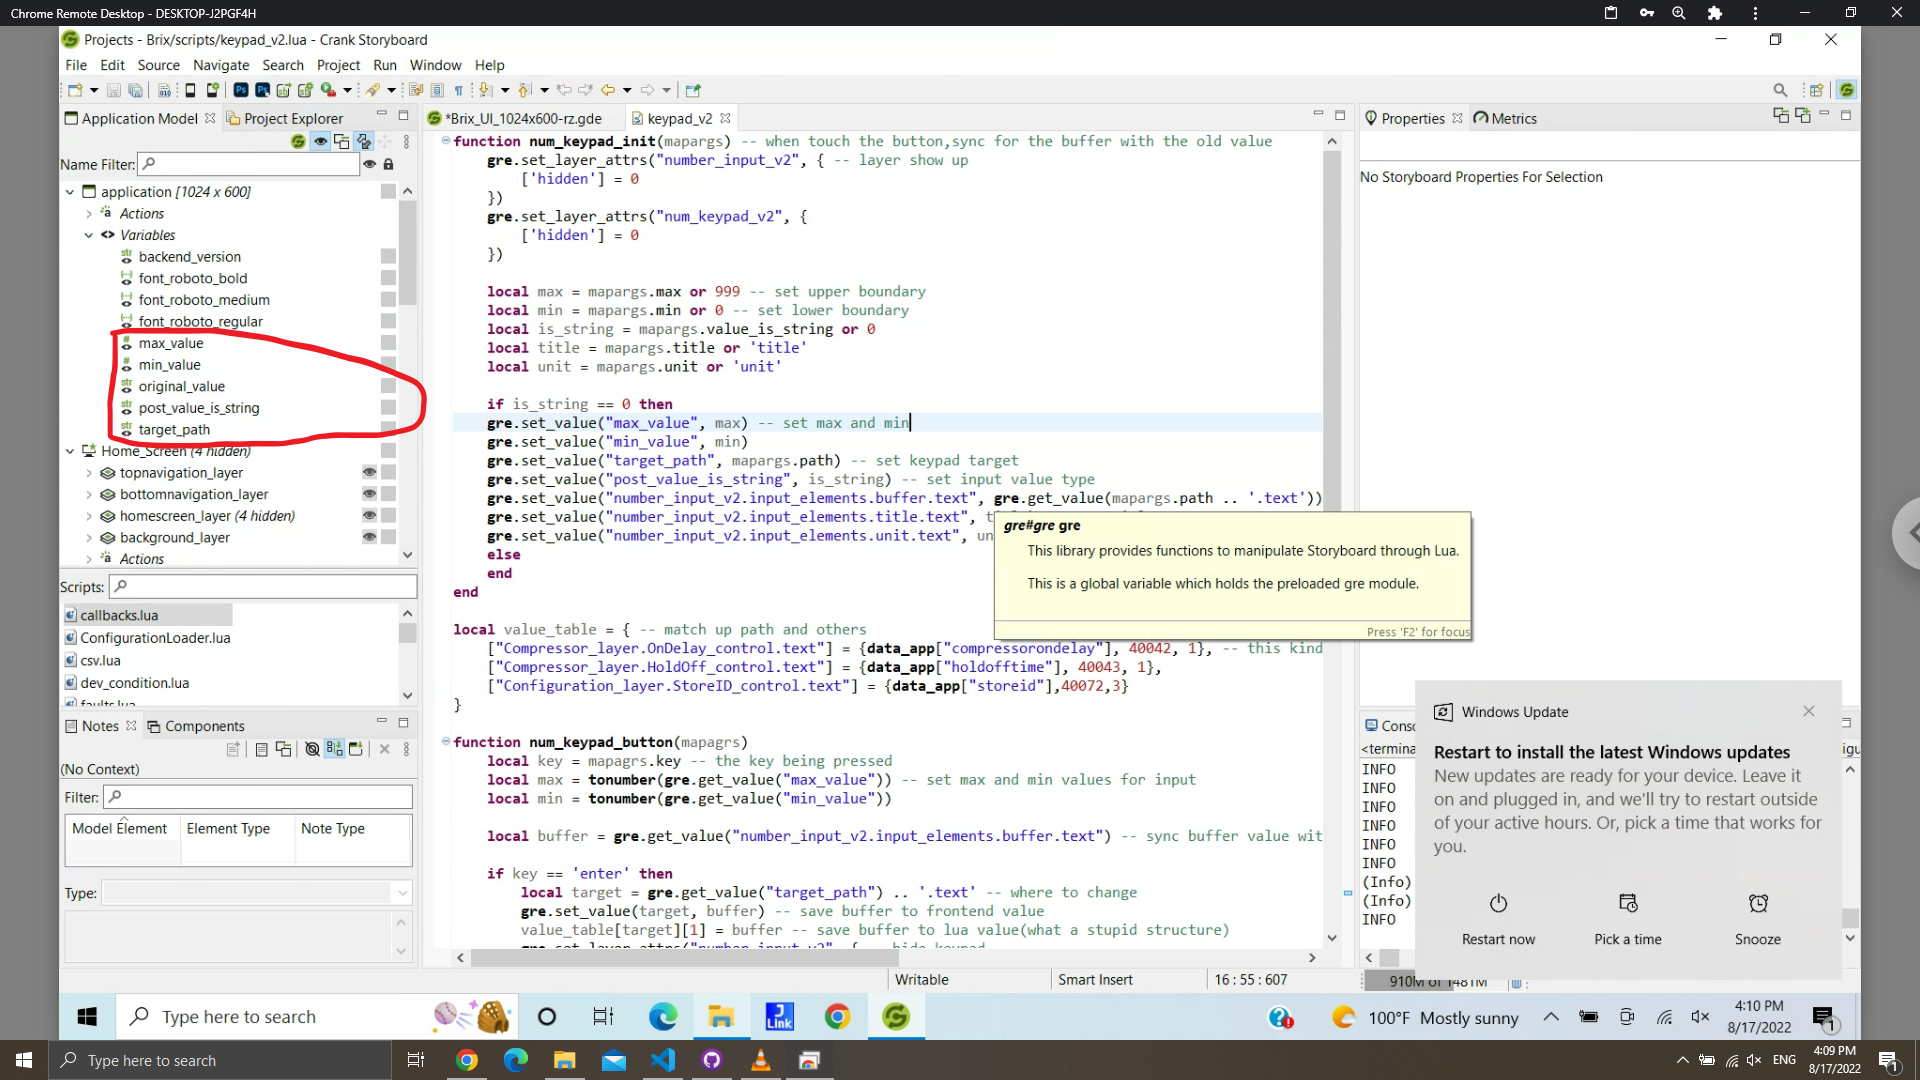 Chrome Remote Desktop - DESKTOP-J2PGF4H
Projects - Brix/scripts/keypad_v2.lua - Crank Storyboard
File Edit Source Navigate Search Project Run Window Help
Application Model
Project Explorer
Name Filter:
application [1024 x 600]
Actions
Variables
backend_version
font_roboto_bold
font_roboto_medium
font_roboto_regular
max_value
min_value
original_value
post_value_is_string
target_path
Home_Screen (4 hidden)
topnavigation_layer
bottomnavigation_layer
homescreen_layer (4 hidden)
background_layer
Actions
Scripts:
callbacks.lua
ConfigurationLoader.lua
csv.lua
dev_condition.lua
faults.lua
Notes
Components
(No Context)
Filter:
Model Element Element Type Note Type
Type:
*Brix_UI_1024x600-rz.gde
keypad_v2
function num_keypad_init(mapargs) -- when touch the button,sync for the buffer with the old value
gre.set_layer_attrs("number_input_v2", { -- layer show up
['hidden'] = 0
})
gre.set_layer_attrs("num_keypad_v2", {
['hidden'] = 0
})
local max = mapargs.max or 999 -- set upper boundary
local min = mapargs.min or 0 -- set lower boundary
local is_string = mapargs.value_is_string or 0
local title = mapargs.title or 'title'
local unit = mapargs.unit or 'unit'
if is_string == 0 then
gre.set_value("max_value", max) -- set max and min
gre.set_value("min_value", min)
gre.set_value("target_path", mapargs.path) -- set keypad target
gre.set_value("post_value_is_string", is_string) -- set input value type
gre.set_value("number_input_v2.input_elements.buffer.text", gre.get_value(mapargs.path .. '.text'))
gre.set_value("number_input_v2.input_elements.title.text", t
gre.set_value("number_input_v2.input_elements.unit.text", un
else
end
end
gre#gre gre
This library provides functions to manipulate Storyboard through Lua.
This is a global variable which holds the preloaded gre module.
Press 'F2' for focus
local value_table = { -- match up path and others
["Compressor_layer.OnDelay_control.text"] = {data_app["compressorondelay"], 40042, 1}, -- this kind
["Compressor_layer.HoldOff_control.text"] = {data_app["holdofftime"], 40043, 1},
["Configuration_layer.StoreID_control.text"] = {data_app["storeid"],40072,3}
}
function num_keypad_button(mapagrs)
local key = mapagrs.key -- the key being pressed
local max = tonumber(gre.get_value("max_value")) -- set max and min values for input
local min = tonumber(gre.get_value("min_value"))
local buffer = gre.get_value("number_input_v2.input_elements.buffer.text") -- sync buffer value wit
if key == 'enter' then
local target = gre.get_value("target_path") .. '.text' -- where to change
gre.set_value(target, buffer) -- save buffer to frontend value
value_table[target][1] = buffer -- save buffer to lua value(what a stupid structure)
gre.set_layer_attrs("number_input_v2", { -- hide keypad
Writable
Smart Insert
16 : 55 : 607
Properties
Metrics
No Storyboard Properties For Selection
Conso
<termina
INFO
INFO
INFO
INFO
INFO
INFO
(Info)
(Info)
INFO
910M of 1481M
Windows Update
Restart to install the latest Windows updates
New updates are ready for your device. Leave it
on and plugged in, and we'll try to restart outside
of your active hours. Or, pick a time that works for
you.
Restart now
Pick a time
Snooze
Type here to search
J
Link
100°F Mostly sunny
4:10 PM
8/17/2022
1
Type here to search
ENG
4:09 PM
8/17/2022
1